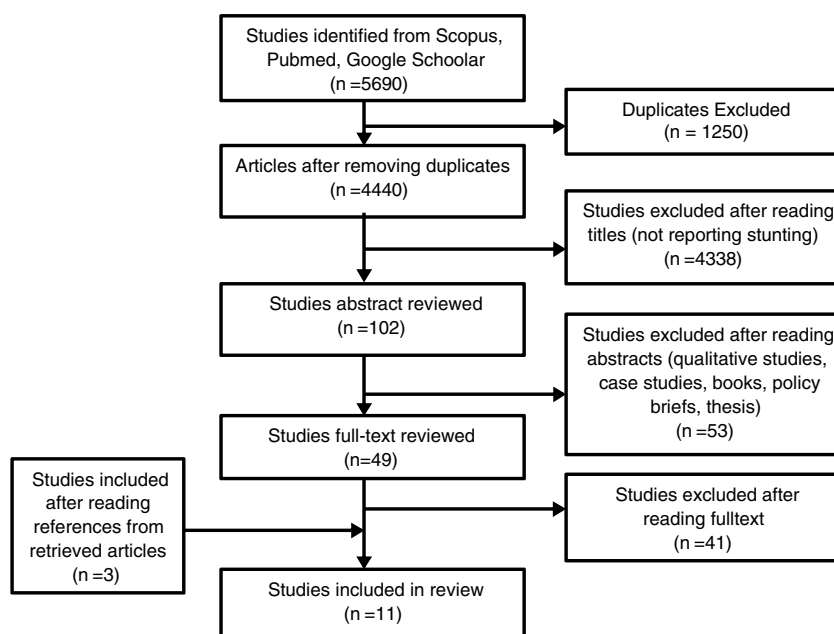 Studies identified from Scopus,
Pubmed, Google Schoolar
(n =5690)
Duplicates Excluded
(n = 1250)
Articles after removing duplicates
(n =4440)
Studies excluded after reading
titles (not reporting stunting)
(n =4338)
Studies abstract reviewed
(n =102)
Studies excluded after reading
abstracts (qualitative studies,
case studies, books, policy
briefs, thesis)
(n =53)
Studies full-text reviewed
(n=49)
Studies included
after reading
references from
retrieved articles
(n =3)
Studies excluded after
reading fulltext
(n =41)
Studies included in review
(n =11)